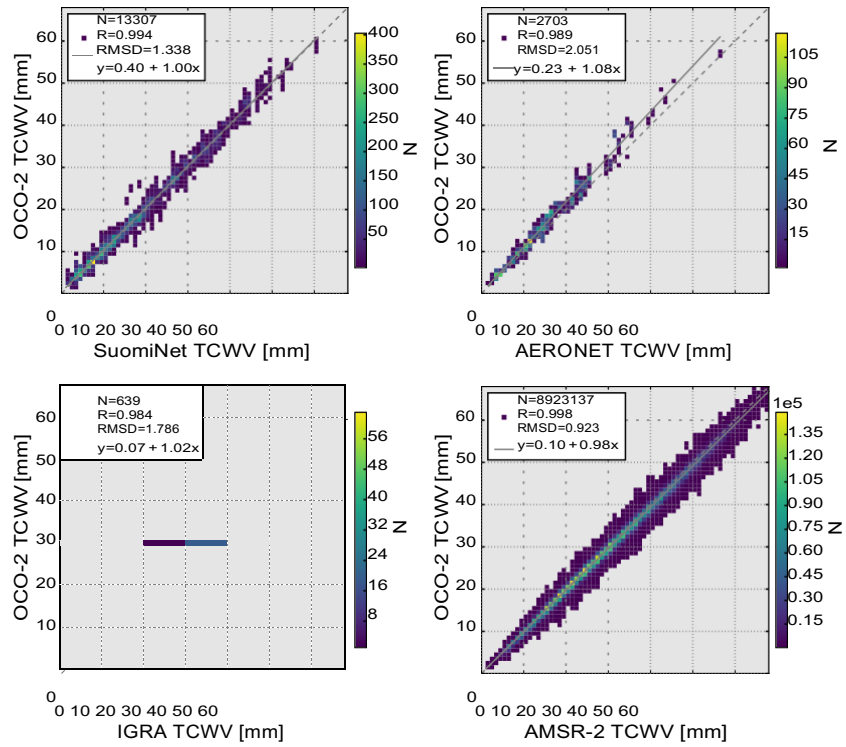 N=13307
R=0.994
RMSD=1.338
y=0.40 + 1.00x
OCO-2 TCWV [mm]
60
50
40
30
20
10
0
0 10 20 30 40 50 60
SuomiNet TCWV [mm]
400
350
300
250
200
150
100
50
N
N=2703
R=0.989
RMSD=2.051
y=0.23 + 1.08x
OCO-2 TCWV [mm]
60
50
40
30
20
10
0
0 10 20 30 40 50 60
AERONET TCWV [mm]
105
90
75
60
45
30
15
N
N=639
R=0.984
RMSD=1.786
y=0.07 + 1.02x
OCO-2 TCWV [mm]
60
50
40
30
20
10
0
0 10 20 30 40 50 60
IGRA TCWV [mm]
56
48
40
32
24
16
8
N
N=8923137
R=0.998
RMSD=0.923
y=0.10 + 0.98x
OCO-2 TCWV [mm]
60
50
40
30
20
10
0
0 10 20 30 40 50 60
AMSR-2 TCWV [mm]
1e5
1.35
1.20
1.05
0.90
0.75
0.60
0.45
0.30
0.15
N